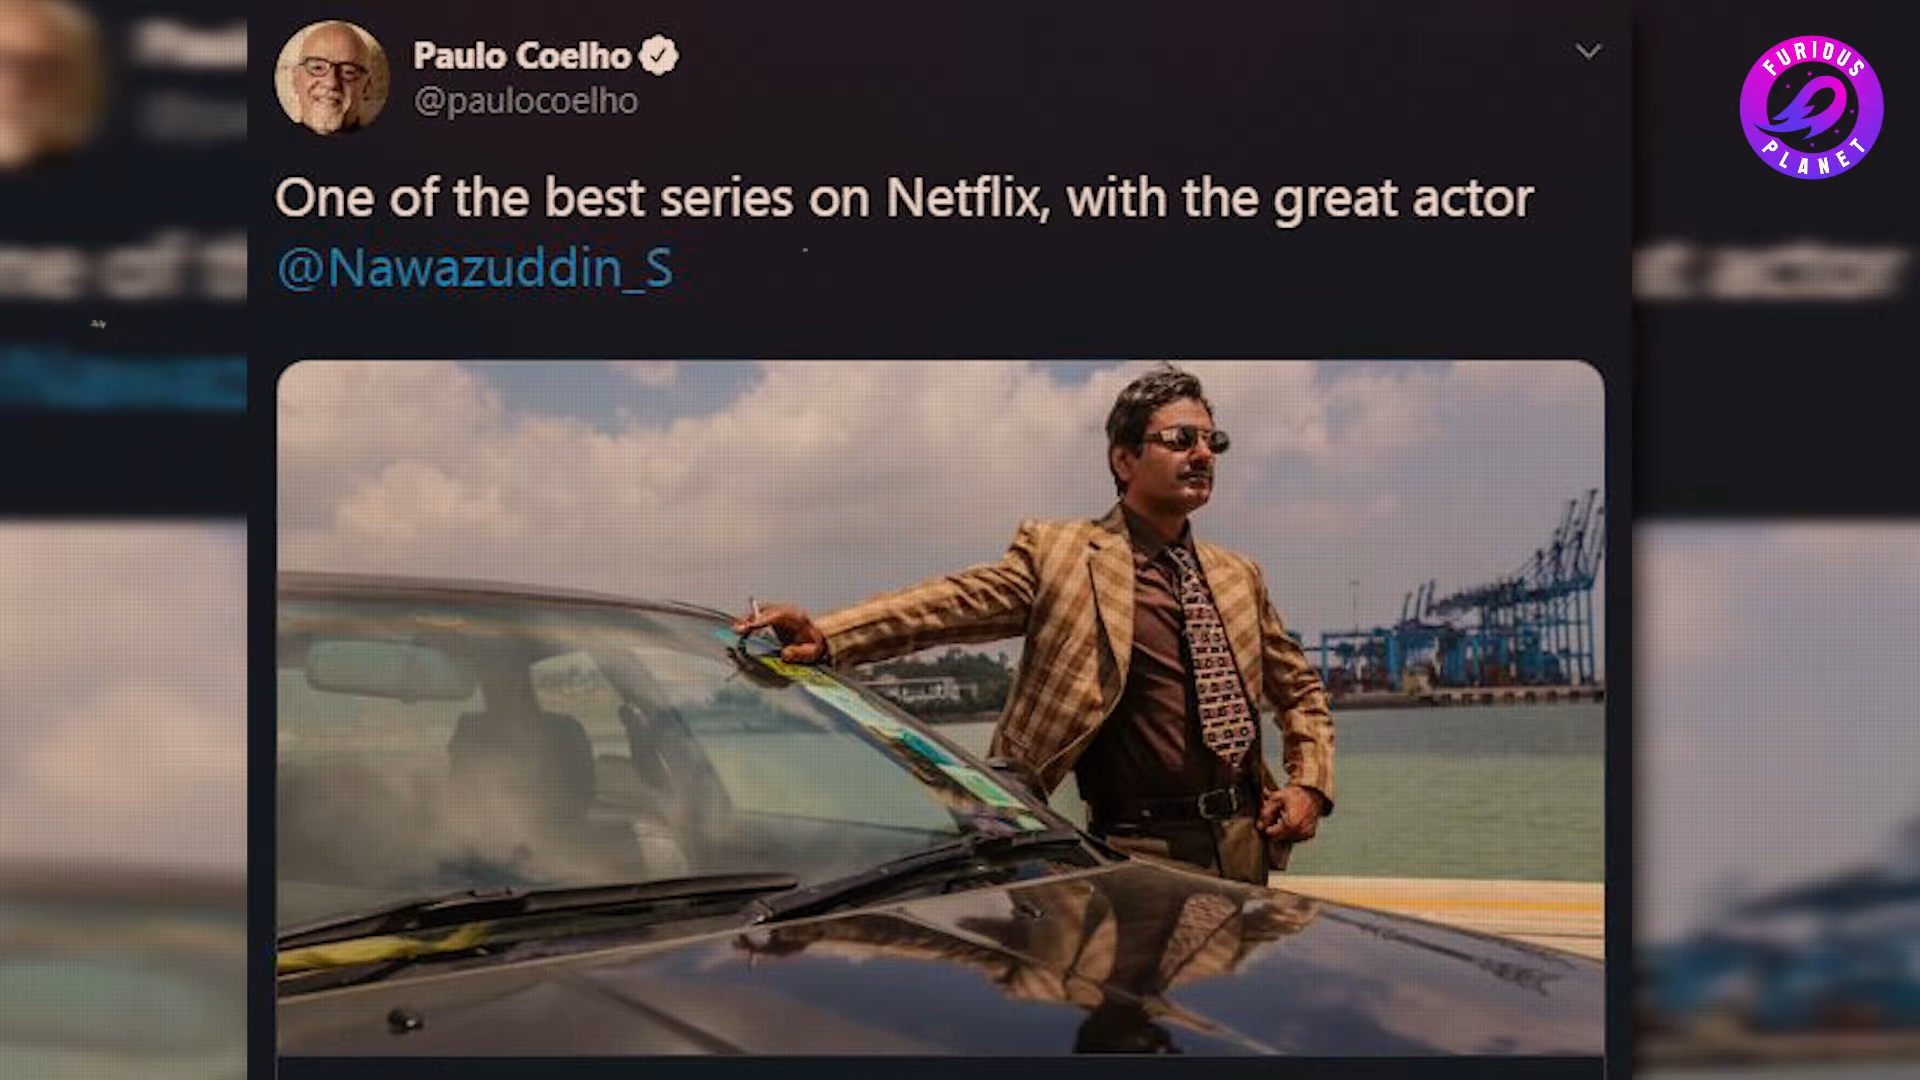 Paulo Coelho
@paulocoelho
One of the best series on Netflix, with the great actor
@Nawazuddin_S
FURIOUS
PLANET